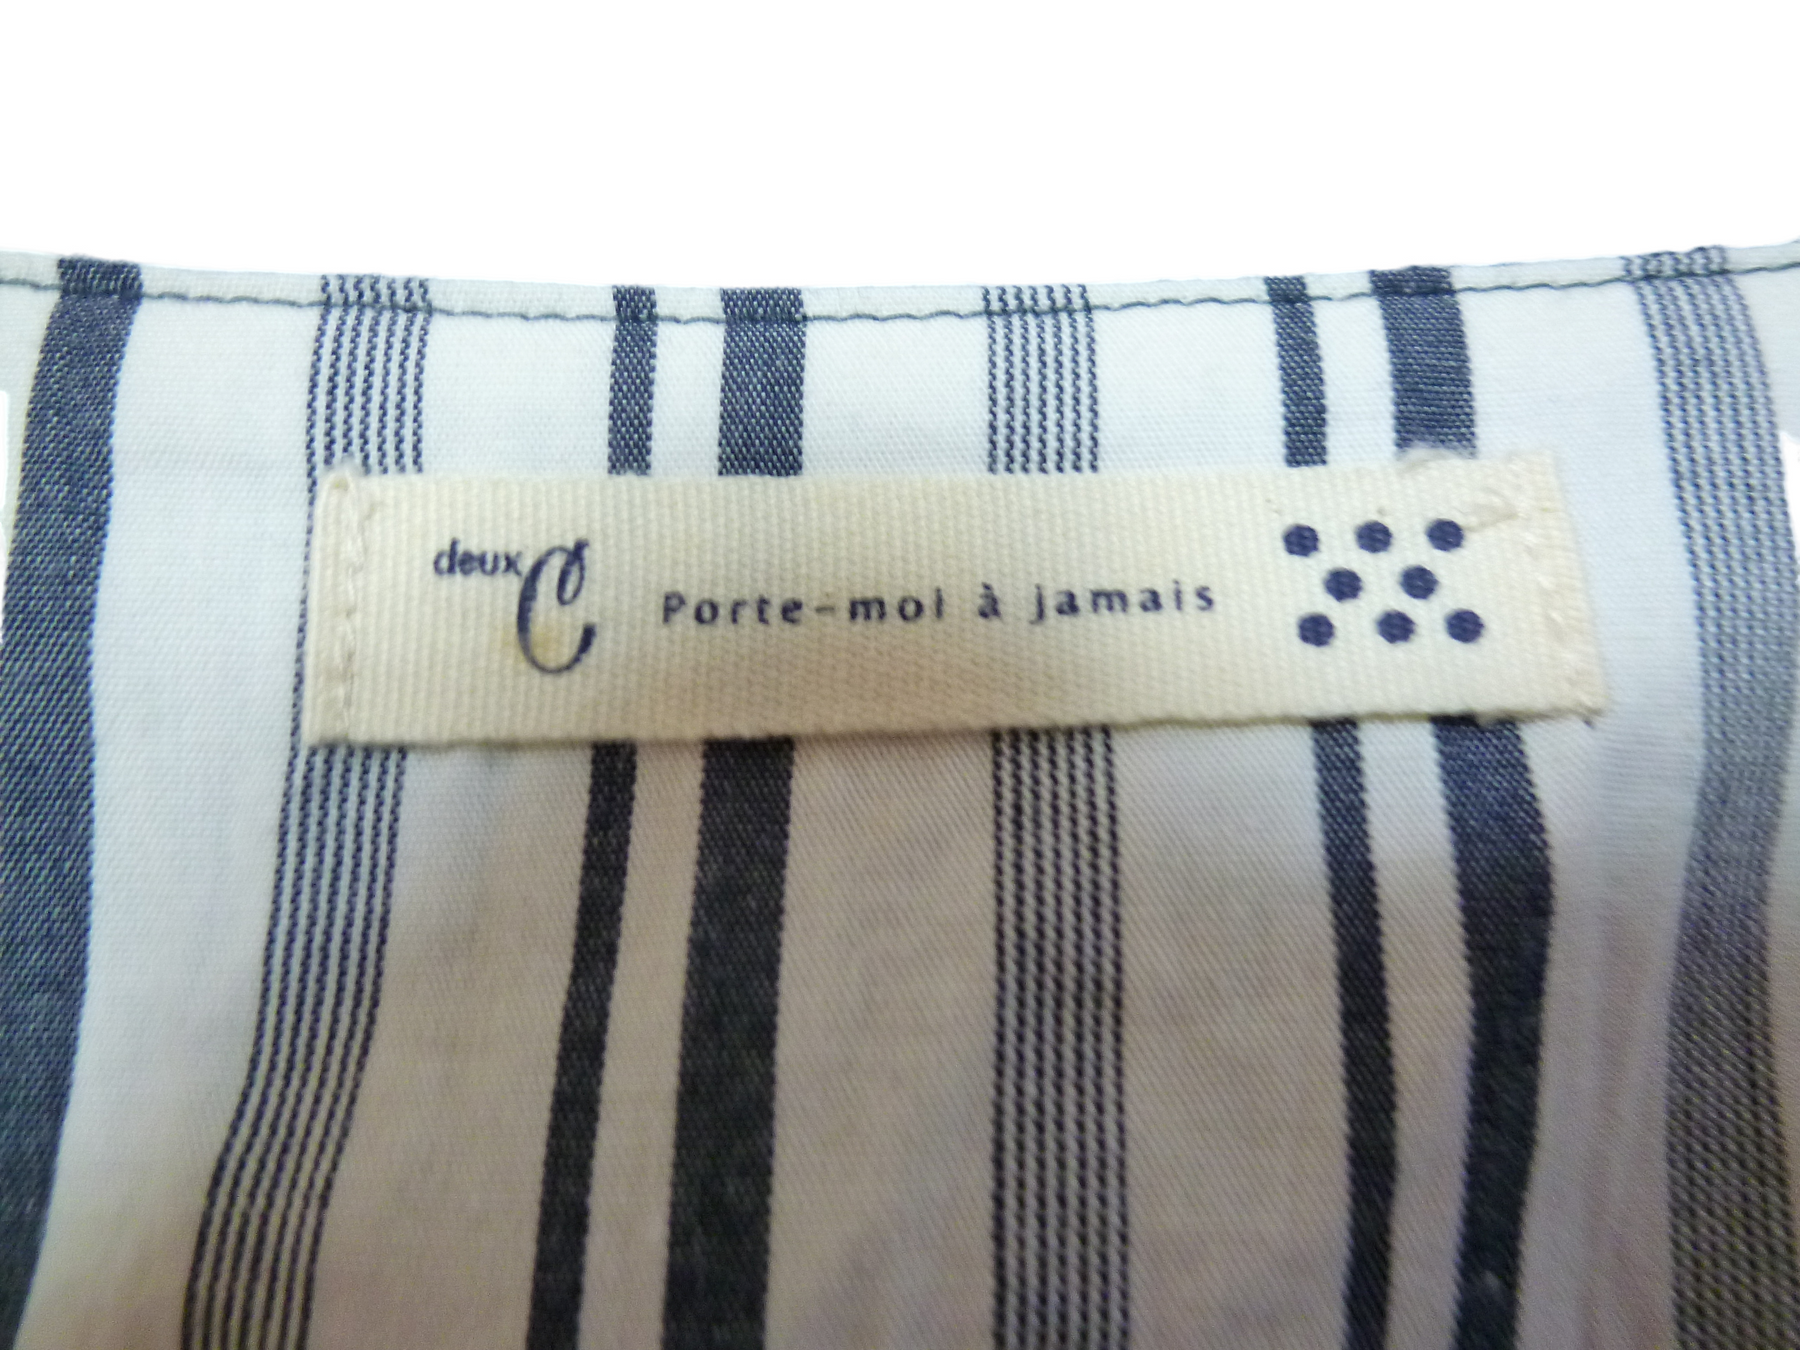 deux C Porte-moi à jamais